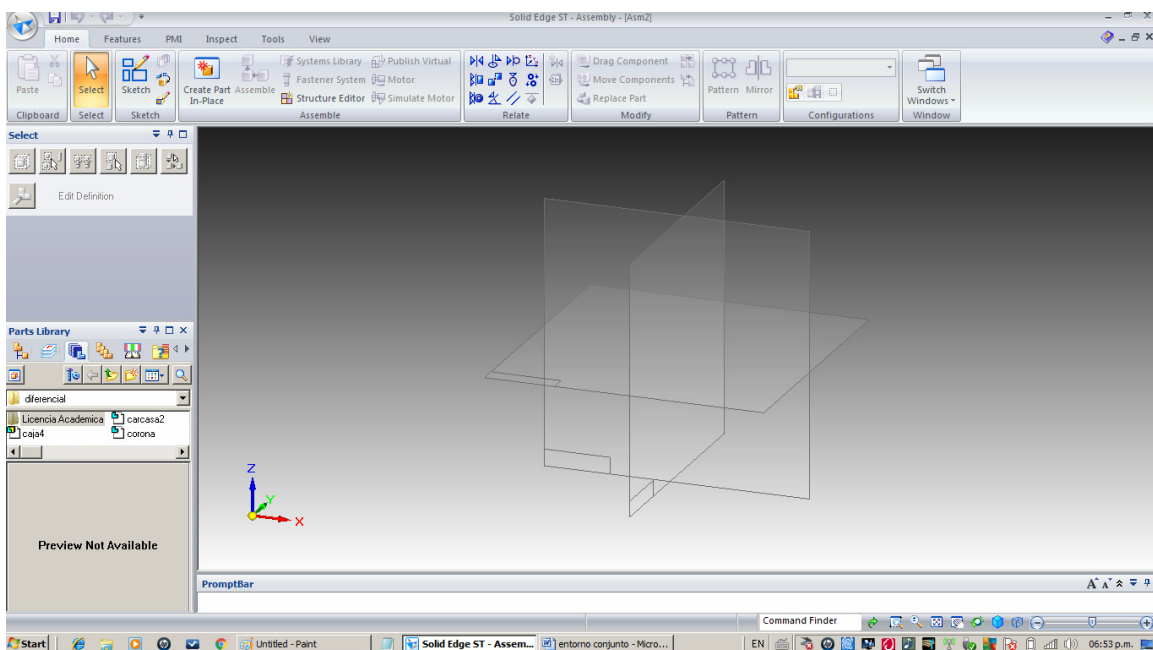 Solid Edge ST - Assembly - [Asm2]
Home Features PMI Inspect Tools View
Paste
Select
Sketch
Create Part In-Place
Assemble
Systems Library
Publish Virtual
Fastener System
Motor
Structure Editor
Simulate Motor
Drag Component
Move Components
Replace Part
Pattern Mirror
Switch
Windows
Clipboard Select Sketch Assemble Relate Modify Pattern Configurations Window
Select
Edit Definition
Parts Library
diferencial
Licencia Academica carcasa2
caja4 corona
Preview Not Available
Z
Y
X
PromptBar
Command Finder
Start Untitled - Paint Solid Edge ST - Assem... entorno conjunto - Micro... EN 06:53 p.m.